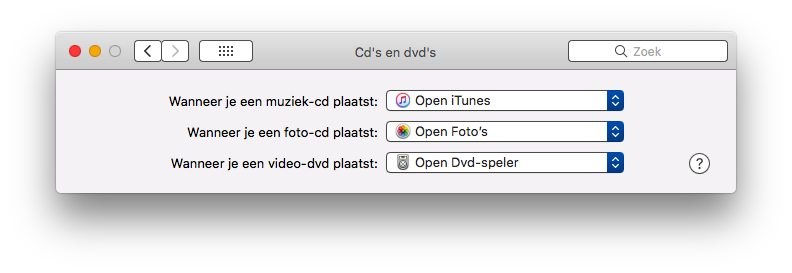 Cd's en dvd's
Zoek
Wanneer je een muziek-cd plaatst: Open iTunes
Wanneer je een foto-cd plaatst: Open Foto's
Wanneer je een video-dvd plaatst: Open Dvd-speler
?